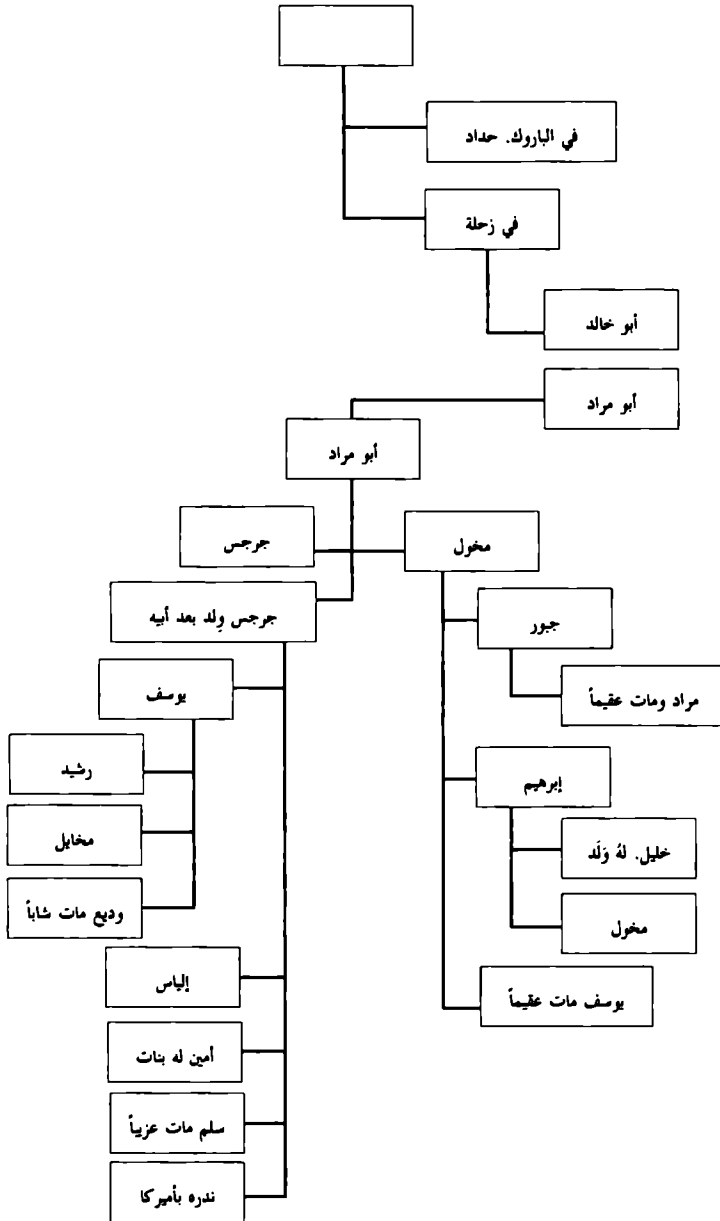 في الباروك. حداد
في زحلة
أبو خالد
أبو مراد
أبو مراد
مخول
جرجس
جرجس وِلد بعد أبيه
جبور
مراد ومات عقيماً
إبرهيم
خليل. لهُ وَلَد
مخول
يوسف مات عقيماً
يوسف
رشيد
مخايل
وديع مات شاباً
إلياس
أمين له بنات
سلم مات عزيباً
ندره بأميركا